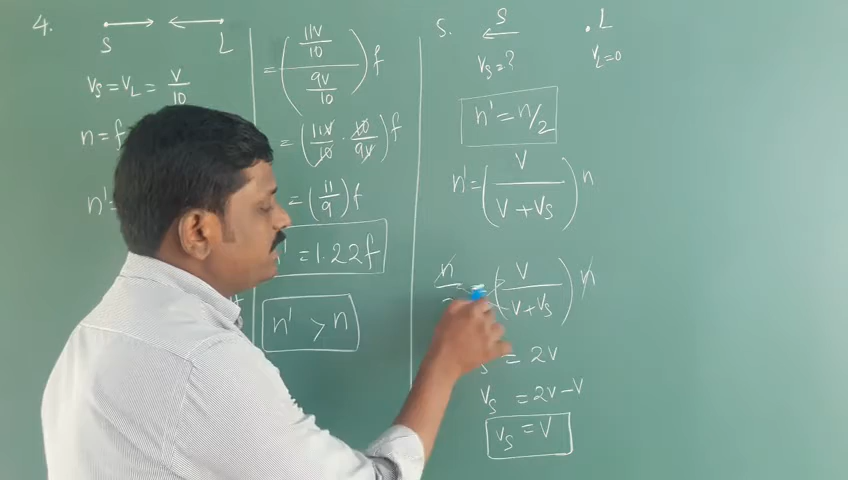 4.
S L
vs = vL = v/10
n = f
n' =
= ((11v/10) / (9v/10)) f
= (11v/10 · 10/9v) f
= (11/9) f
' = 1.22f
n' > n
5. S L
vs = ? vL = 0
n' = n/2
n' = (v / (v + vs)) n
n = (v / (v + vs)) n
s = 2v
vs = 2v - v
vs = v